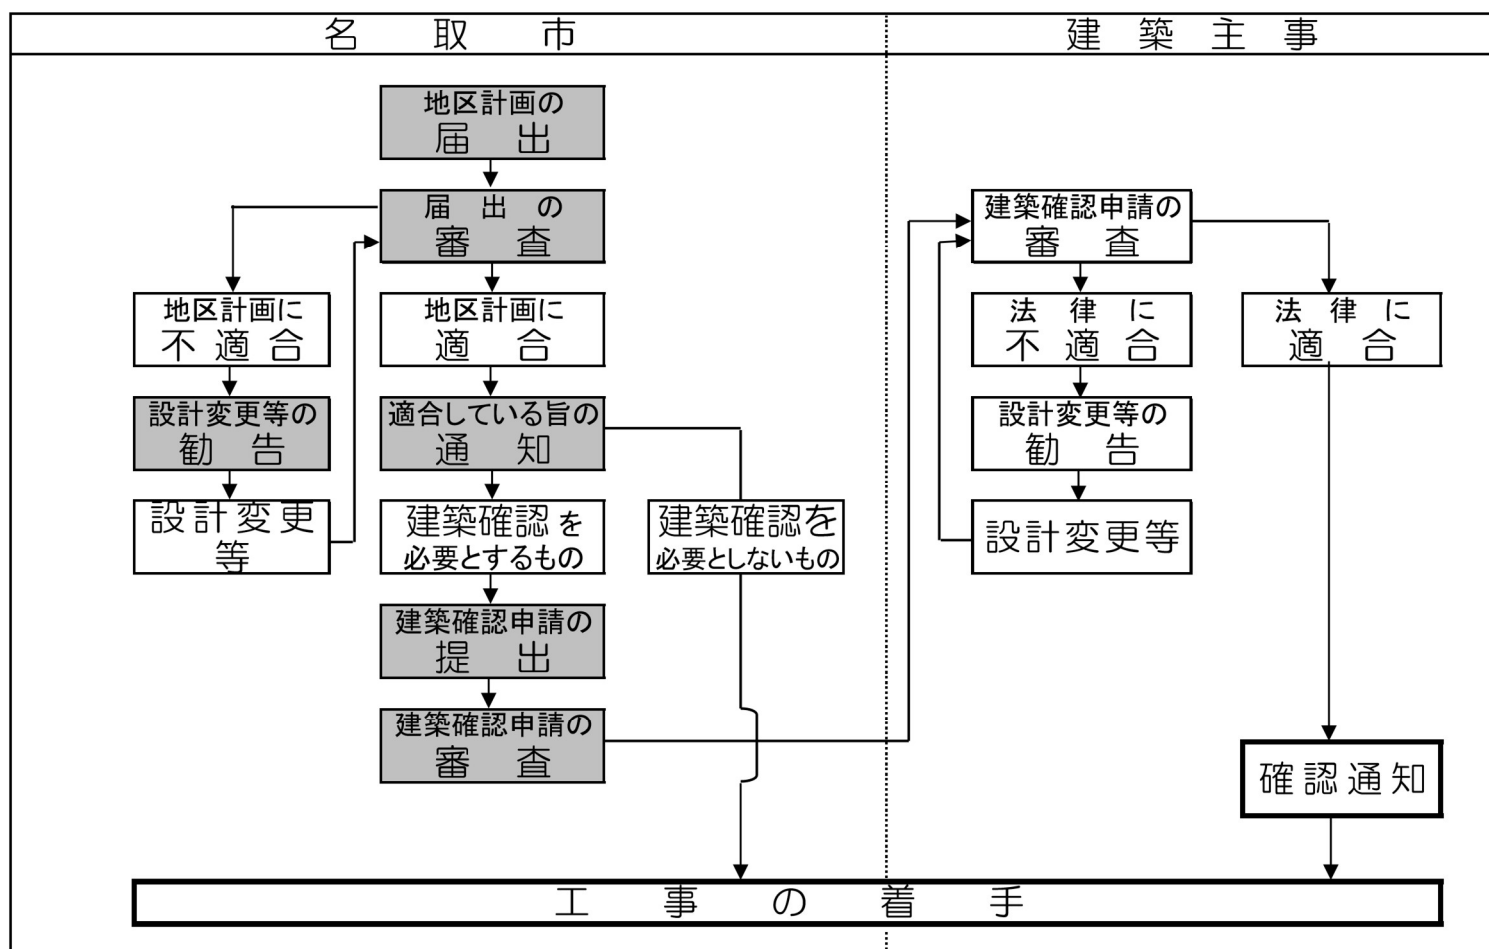 名取市
建築主事
地区計画の
届出
届出の
審査
地区計画に
不適合
地区計画に
適合
設計変更等の
勧告
適合している旨の
通知
設計変更
等
建築確認を
必要とするもの
建築確認を
必要としないもの
建築確認申請の
提出
建築確認申請の
審査
建築確認申請の
審査
法律に
不適合
法律に
適合
設計変更等の
勧告
設計変更等
確認通知
工事の着手